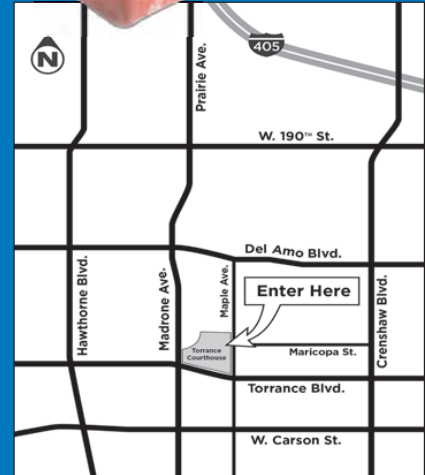 N
405
Prairie Ave.
W. 190TH St.
Del Amo Blvd.
Hawthorne Blvd.
Madrone Ave.
Maple Ave.
Enter Here
Crenshaw Blvd.
Torrance
Courthouse
Maricopa St.
Torrance Blvd.
W. Carson St.